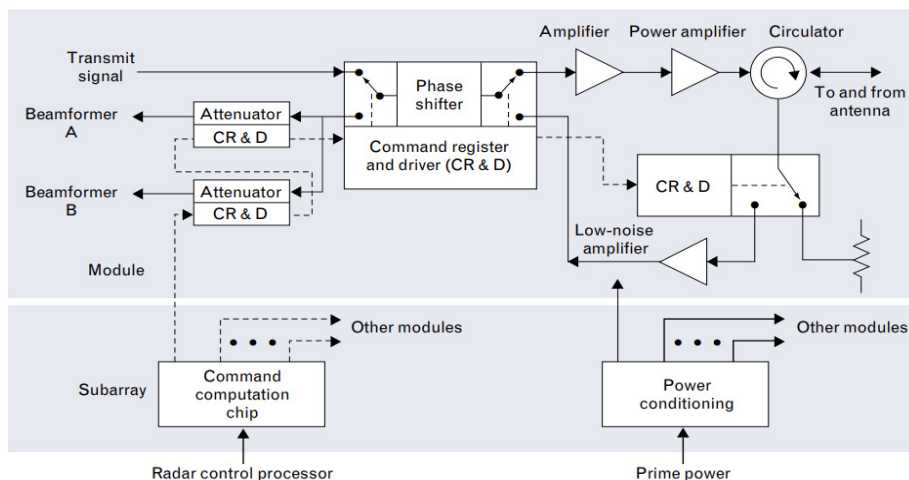 Amplifier
Power amplifier
Circulator
Transmit
signal
Phase
shifter
To and from
antenna
Beamformer
A
Attenuator
CR & D
Command register
and driver (CR & D)
Beamformer
B
Attenuator
CR & D
CR & D
Low-noise
amplifier
Module
Other modules
Other modules
Subarray
Command
computation
chip
Power
conditioning
Radar control processor
Prime power